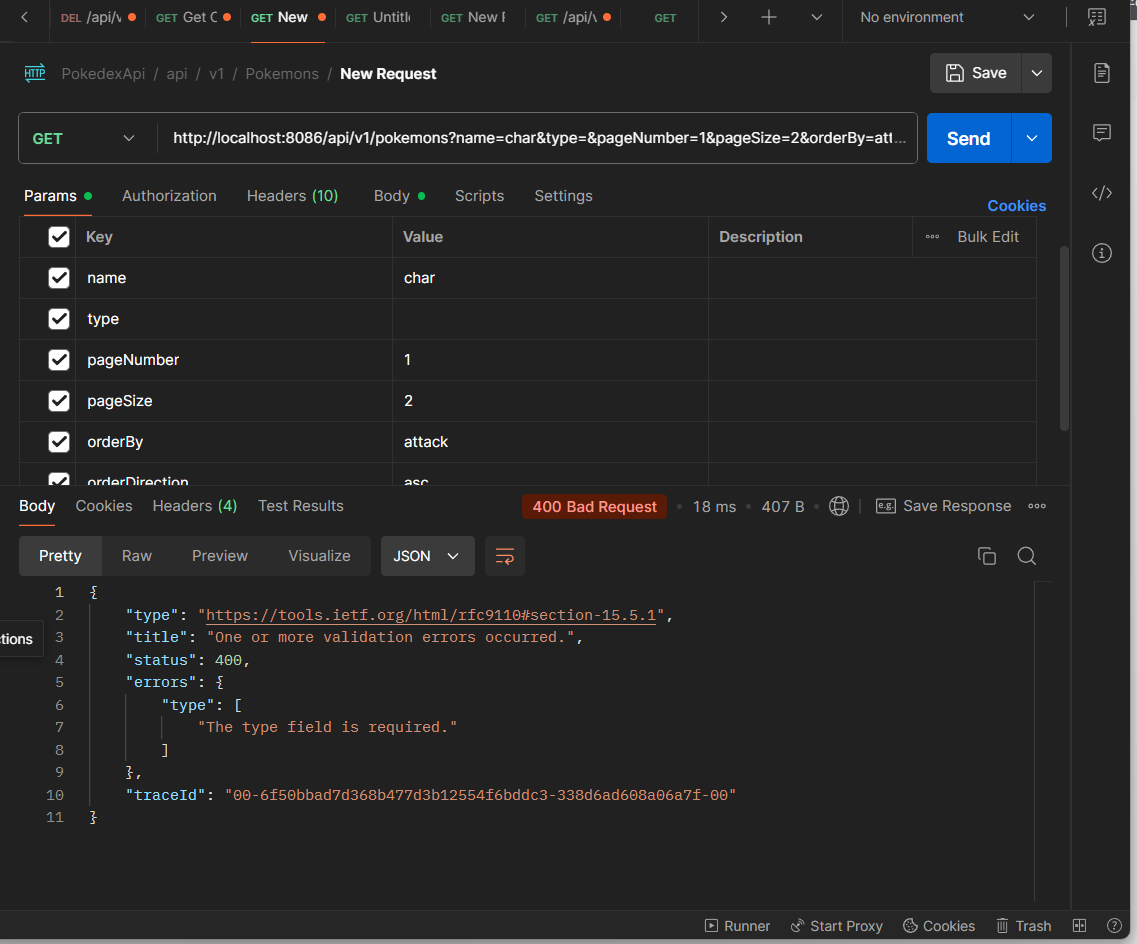 DEL /api/v GET Get C GET New GET Untitl GET New F GET /api/v GET No environment
HTTP PokedexApi / api / v1 / Pokemons / New Request Save
GET http://localhost:8086/api/v1/pokemons?name=char&type=&pageNumber=1&pageSize=2&orderBy=att... Send
Params Authorization Headers (10) Body Scripts Settings
Cookies
Key Value Description Bulk Edit
name char
type
pageNumber 1
pageSize 2
orderBy attack
orderDirection asc
Body Cookies Headers (4) Test Results 400 Bad Request 18 ms 407 B e.g. Save Response
Pretty Raw Preview Visualize JSON
1 {
2 "type": "https://tools.ietf.org/html/rfc9110#section-15.5.1",
ctions
3 "title": "One or more validation errors occurred.",
4 "status": 400,
5 "errors": {
6 "type": [
7 "The type field is required."
8 ]
9 },
10 "traceId": "00-6f50bbad7d368b477d3b12554f6bddc3-338d6ad608a06a7f-00"
11 }
Runner Start Proxy Cookies Trash